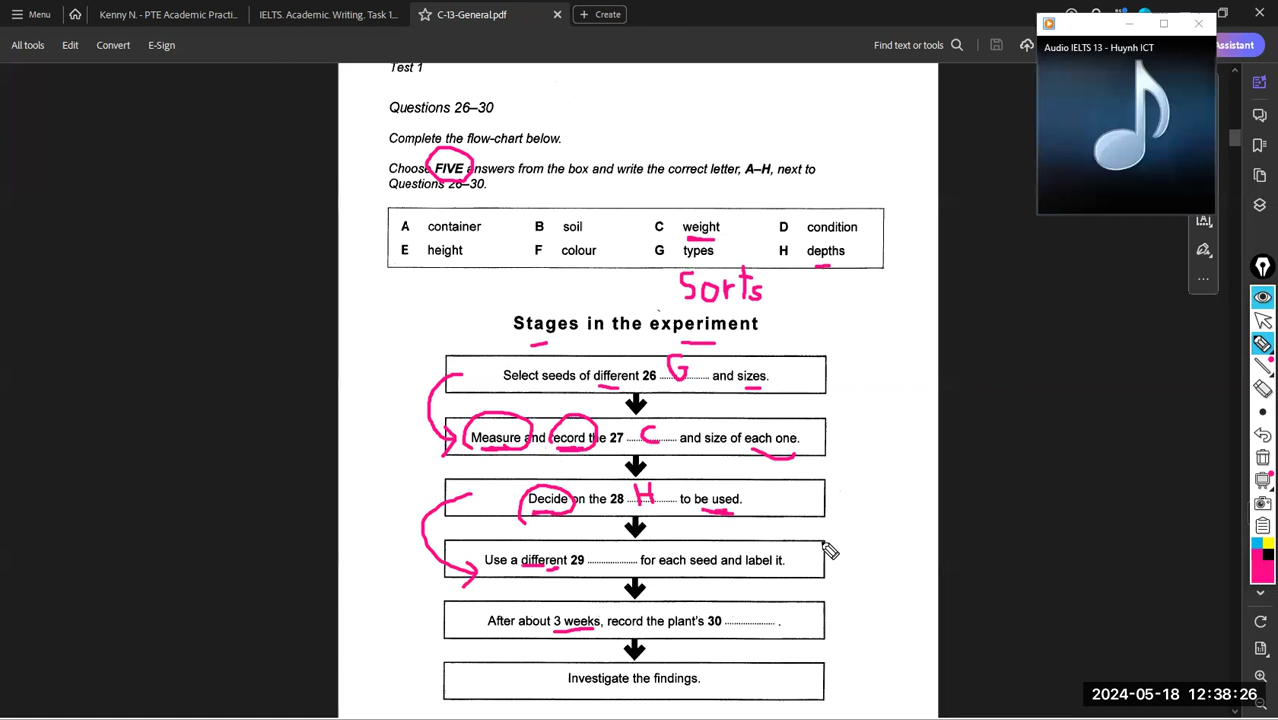 Menu
Kenny N. - PTE Academic Practi...
IELTS. Academic. Writing. Task 1...
C-13-General.pdf
Create
All tools Edit Convert E-Sign
Find text or tools
Assistant
Audio IELTS 13 - Huynh ICT
Test 1
Questions 26–30
Complete the flow-chart below.
Choose FIVE answers from the box and write the correct letter, A–H, next to
Questions 26–30.
A container B soil C weight D condition
E height F colour G types H depths
Sorts
Stages in the experiment
Select seeds of different 26 G and sizes.
Measure and record the 27 C and size of each one.
Decide on the 28 H to be used.
Use a different 29 .................... for each seed and label it.
After about 3 weeks, record the plant's 30 .................... .
Investigate the findings.
2024-05-18 12:38:26